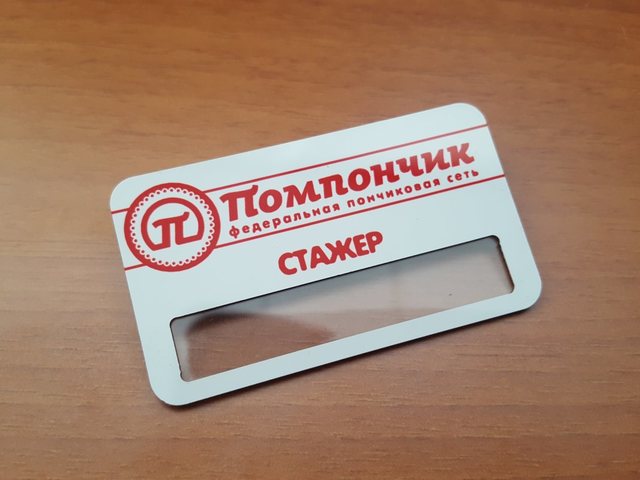 П
Помпончик
федеральная пончиковая сеть
СТАЖЕР